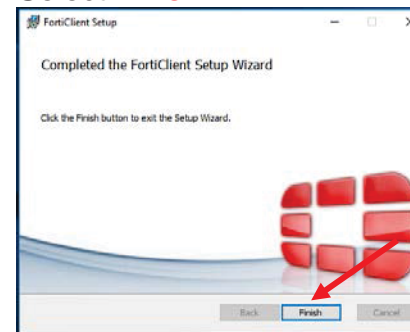 FortiClient Setup
Completed the FortiClient Setup Wizard
Click the Finish button to exit the Setup Wizard.
Back Finish Cancel